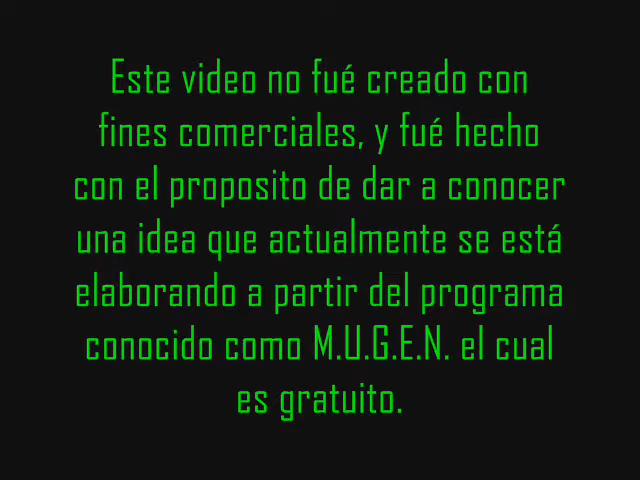 Este video no fué creado con
fines comerciales, y fué hecho
con el proposito de dar a conocer
una idea que actualmente se está
elaborando a partir del programa
conocido como M.U.G.E.N. el cual
es gratuito.